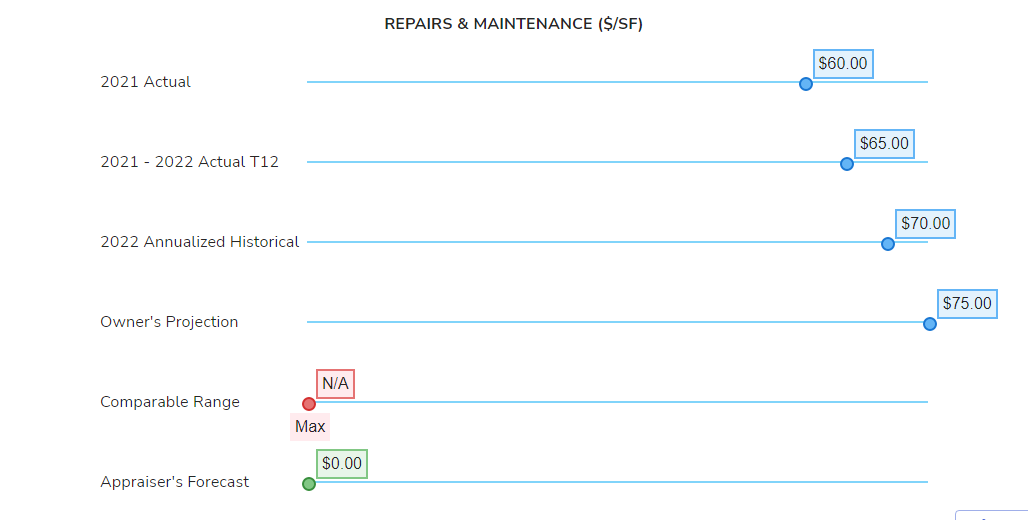 REPAIRS & MAINTENANCE ($/SF)
2021 Actual
$60.00
2021 - 2022 Actual T12
$65.00
2022 Annualized Historical
$70.00
Owner's Projection
$75.00
Comparable Range
N/A
Max
Appraiser's Forecast
$0.00